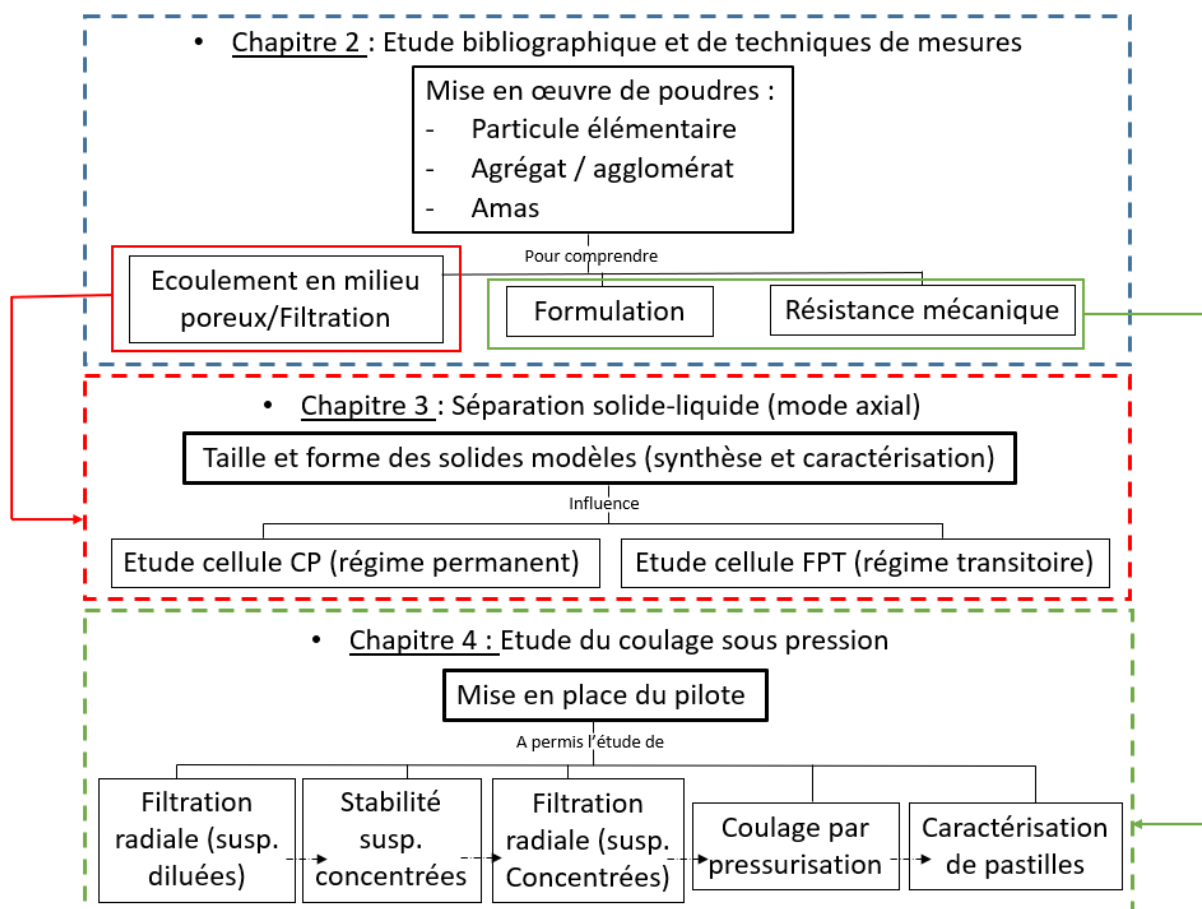 • Chapitre 2 : Etude bibliographique et de techniques de mesures
Mise en œuvre de poudres :
- Particule élémentaire
- Agrégat / agglomérat
- Amas
Pour comprendre
Ecoulement en milieu
poreux/Filtration
Formulation
Résistance mécanique
• Chapitre 3 : Séparation solide-liquide (mode axial)
Taille et forme des solides modèles (synthèse et caractérisation)
Influence
Etude cellule CP (régime permanent)
Etude cellule FPT (régime transitoire)
• Chapitre 4 : Etude du coulage sous pression
Mise en place du pilote
A permis l'étude de
Filtration
radiale (susp.
diluées)
Stabilité
susp.
concentrées
Filtration
radiale (susp.
Concentrées)
Coulage par
pressurisation
Caractérisation
de pastilles